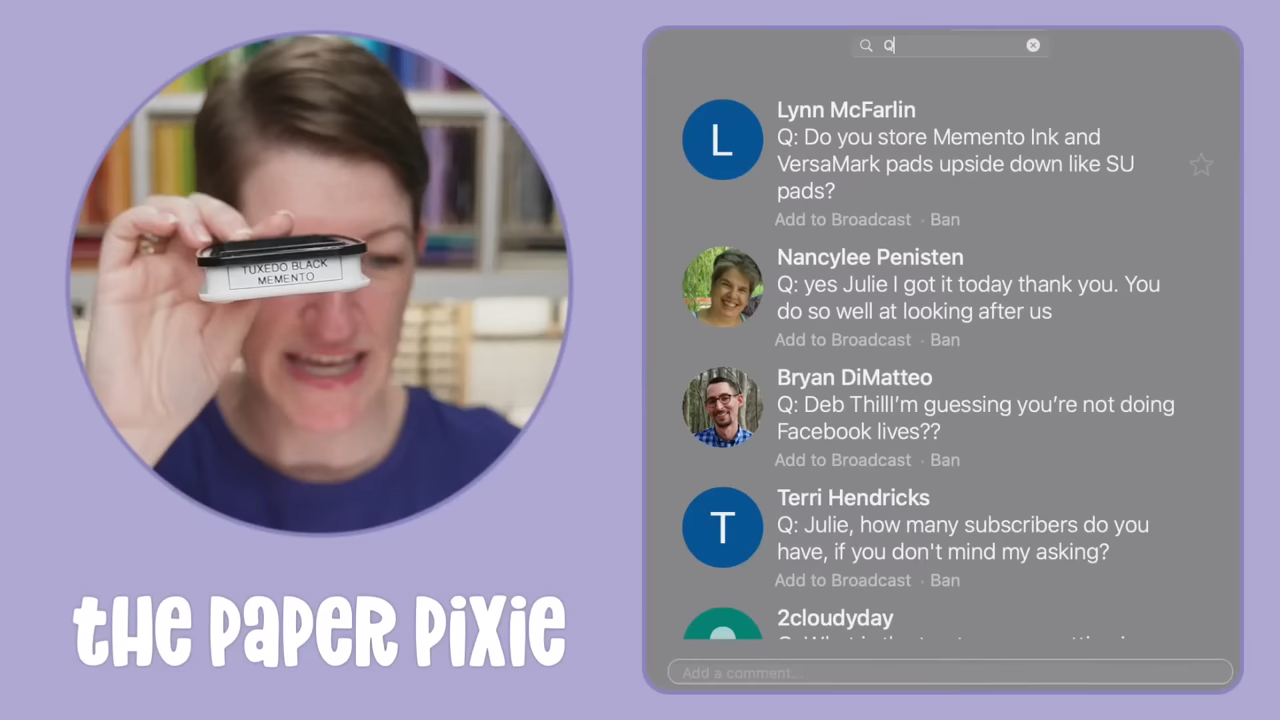 TUXEDO BLACK
MEMENTO
the paper pixie
Q
L
Lynn McFarlin
Q: Do you store Memento Ink and
VersaMark pads upside down like SU
pads?
Add to Broadcast · Ban
Nancylee Penisten
Q: yes Julie I got it today thank you. You
do so well at looking after us
Add to Broadcast · Ban
Bryan DiMatteo
Q: Deb ThillI’m guessing you’re not doing
Facebook lives??
Add to Broadcast · Ban
T
Terri Hendricks
Q: Julie, how many subscribers do you
have, if you don't mind my asking?
Add to Broadcast · Ban
2cloudyday
Add a comment...